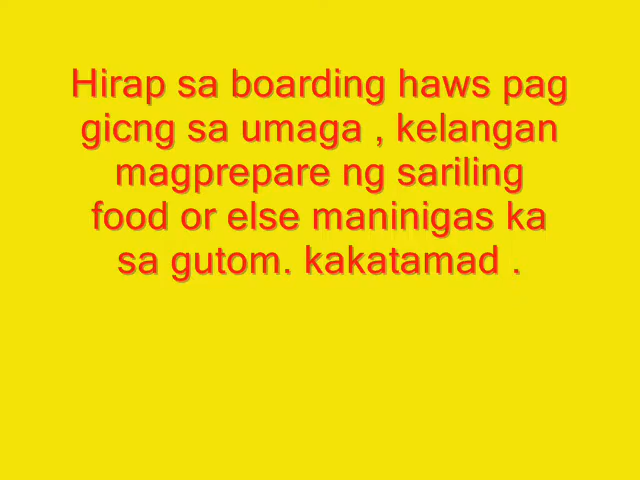 Hirap sa boarding haws pag
gicng sa umaga , kelangan
magprepare ng sariling
food or else maninigas ka
sa gutom. kakatamad .